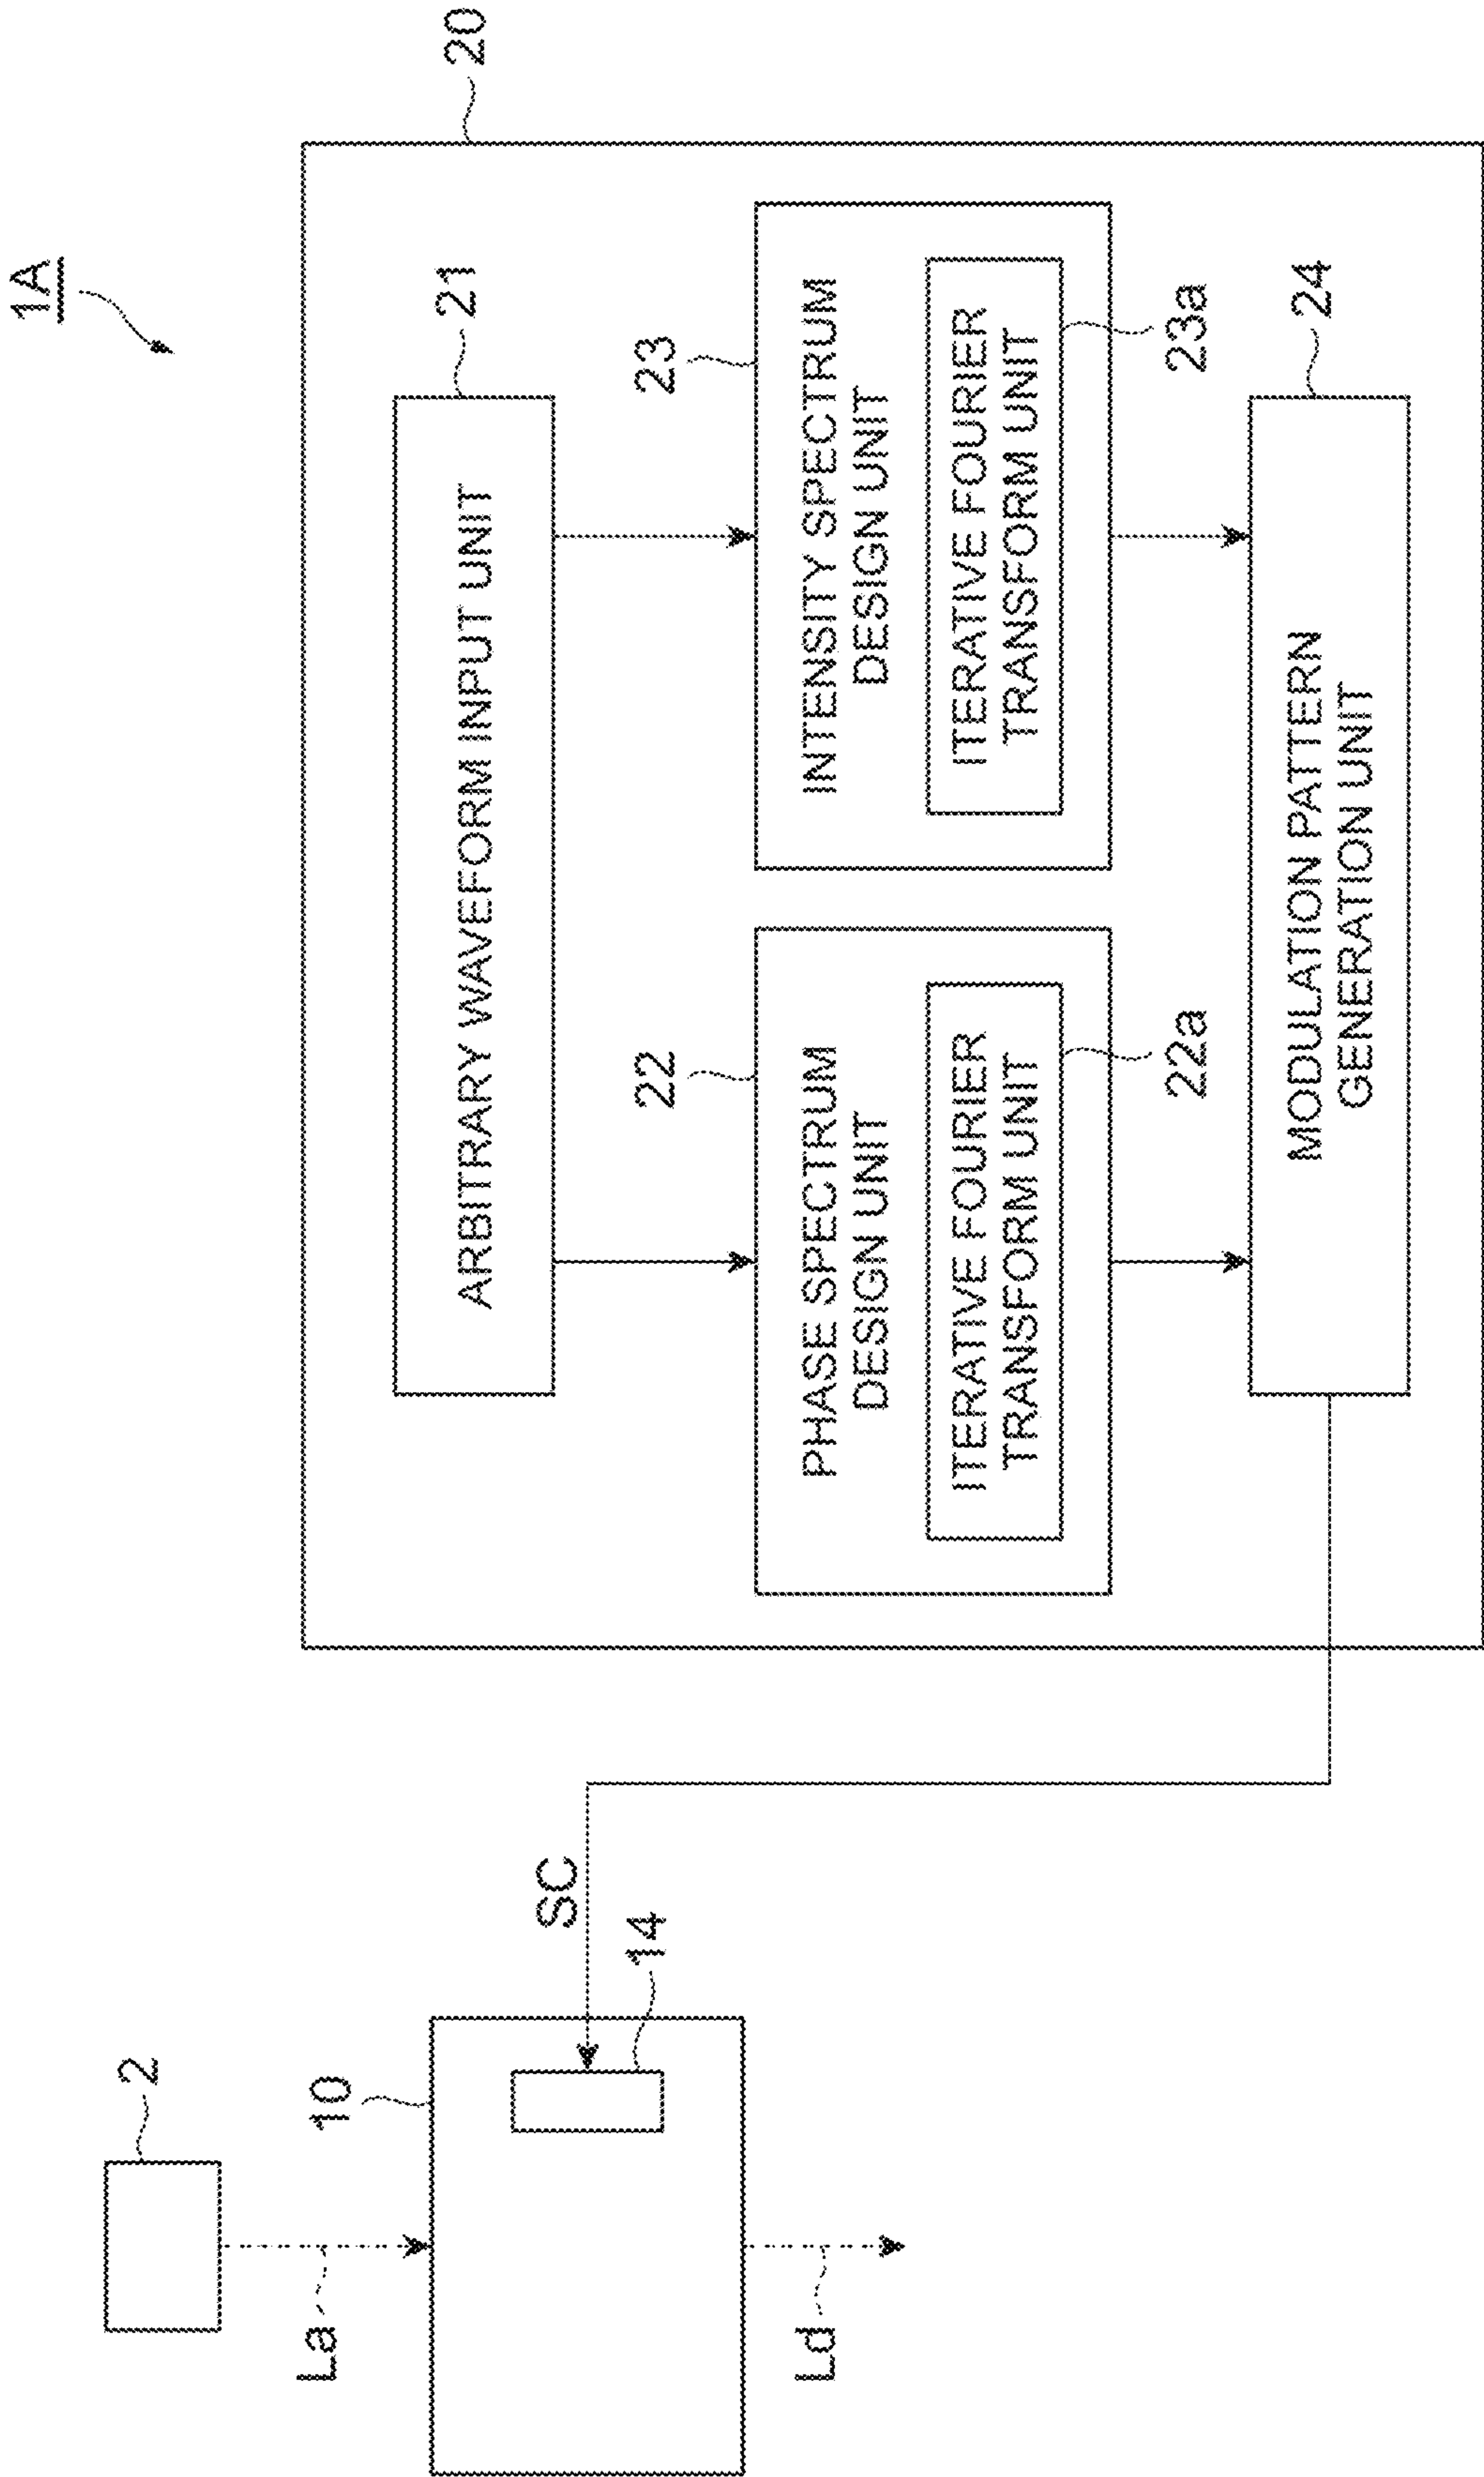 1A
20
21
ARBITRARY WAVEFORM INPUT UNIT
22
PHASE SPECTRUM
DESIGN UNIT
ITERATIVE FOURIER
TRANSFORM UNIT
22a
23
INTENSITY SPECTRUM
DESIGN UNIT
ITERATIVE FOURIER
TRANSFORM UNIT
23a
MODULATION PATTERN
GENERATION UNIT
24
2
La
10
SC
14
Ld